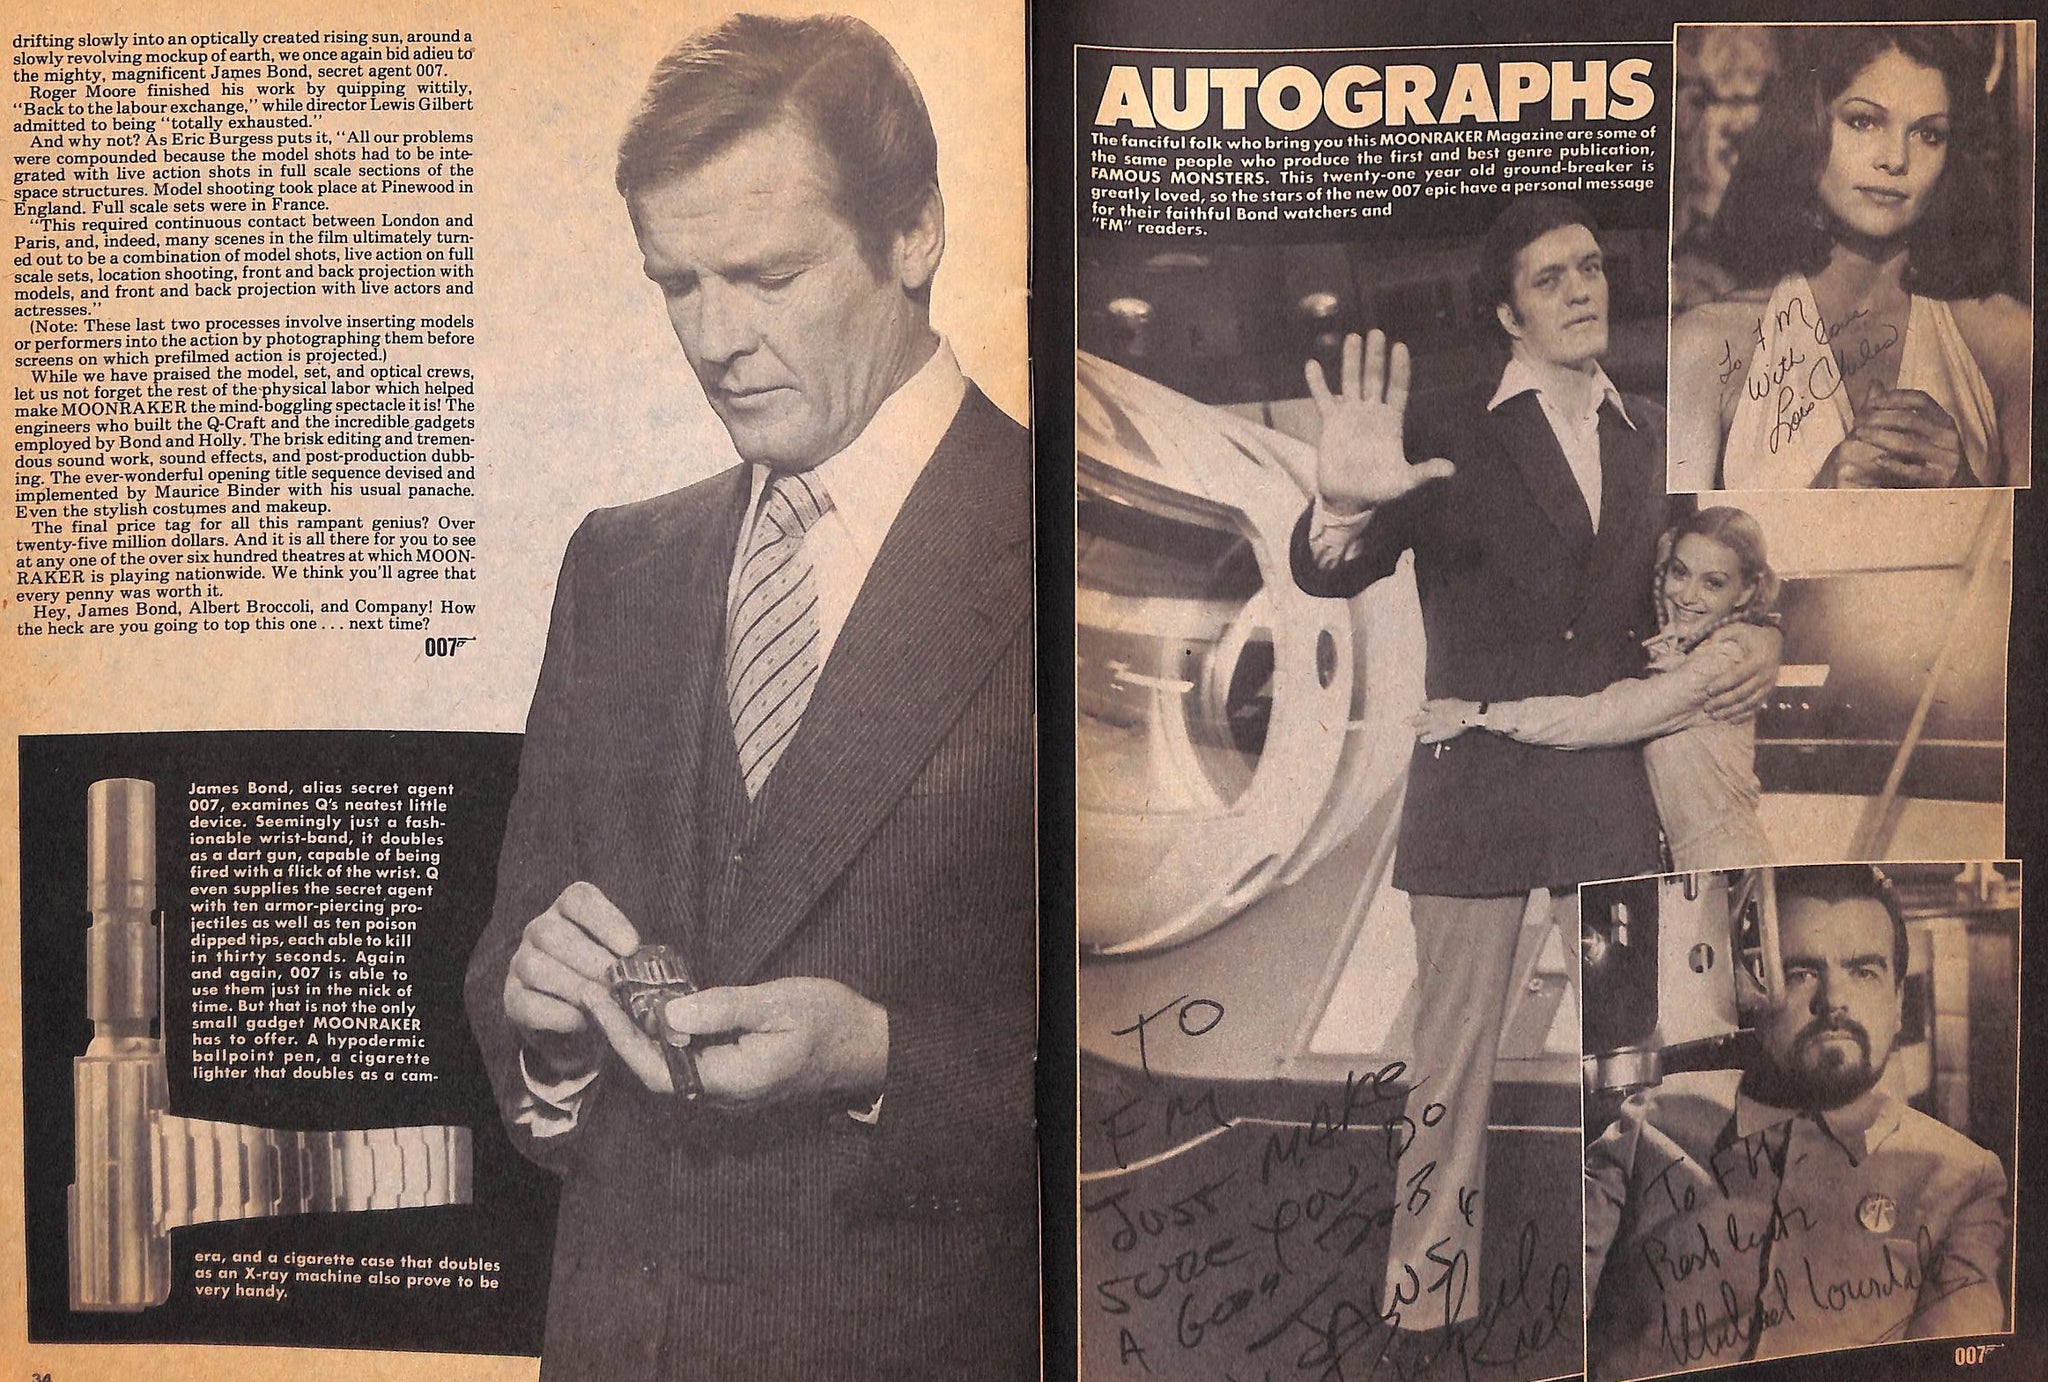 drifting slowly into an optically created rising sun, around a
slowly revolving mockup of earth, we once again bid adieu to
the mighty, magnificent James Bond, secret agent 007.
Roger Moore finished his work by quipping wittily,
"Back to the labour exchange," while director Lewis Gilbert
admitted to being "totally exhausted."
And why not? As Eric Burgess puts it, "All our problems
were compounded because the model shots had to be inte-
grated with live action shots in full scale sections of the
space structures. Model shooting took place at Pinewood in
England. Full scale sets were in France.
"This required continuous contact between London and
Paris, and, indeed, many scenes in the film ultimately turn-
ed out to be a combination of model shots, live action on full
scale sets, location shooting, front and back projection with
models, and front and back projection with live actors and
actresses."
(Note: These last two processes involve inserting models
or performers into the action by photographing them before
screens on which prefilmed action is projected.)
While we have praised the model, set, and optical crews,
let us not forget the rest of the physical labor which helped
make MOONRAKER the mind-boggling spectacle it is! The
engineers who built the Q-Craft and the incredible gadgets
employed by Bond and Holly. The brisk editing and tremen-
dous sound work, sound effects, and post-production dubb-
ing. The ever-wonderful opening title sequence devised and
implemented by Maurice Binder with his usual panache.
Even the stylish costumes and makeup.
The final price tag for all this rampant genius? Over
twenty-five million dollars. And it is all there for you to see
at any one of the over six hundred theatres at which MOON-
RAKER is playing nationwide. We think you'll agree that
every penny was worth it.
Hey, James Bond, Albert Broccoli, and Company! How
the heck are you going to top this one . . . next time?
007
James Bond, alias secret agent
007, examines Q's neatest little
device. Seemingly just a fash-
ionable wrist-band, it doubles
as a dart gun, capable of being
fired with a flick of the wrist. Q
even supplies the secret agent
with ten armor-piercing pro-
jectiles as well as ten poison
dipped tips, each able to kill
in thirty seconds. Again
and again, 007 is able to
use them just in the nick of
time. But that is not the only
small gadget MOONRAKER
has to offer. A hypodermic
ballpoint pen, a cigarette
lighter that doubles as a cam-
era, and a cigarette case that doubles
as an X-ray machine also prove to be
very handy.
34
AUTOGRAPHS
The fanciful folk who bring you this MOONRAKER Magazine are some of
the same people who produce the first and best genre publication,
FAMOUS MONSTERS. This twenty-one year old ground-breaker is
greatly loved, so the stars of the new 007 epic have a personal message
for their faithful Bond watchers and
"FM" readers.
To FM
With love
Lois Chiles
TO
FM
JUST MAKE
SURE YOU DO
A GOOD JOB 4
JAWS
Richard Kiel
To FM.
Best wishes
Michael Lonsdale
007